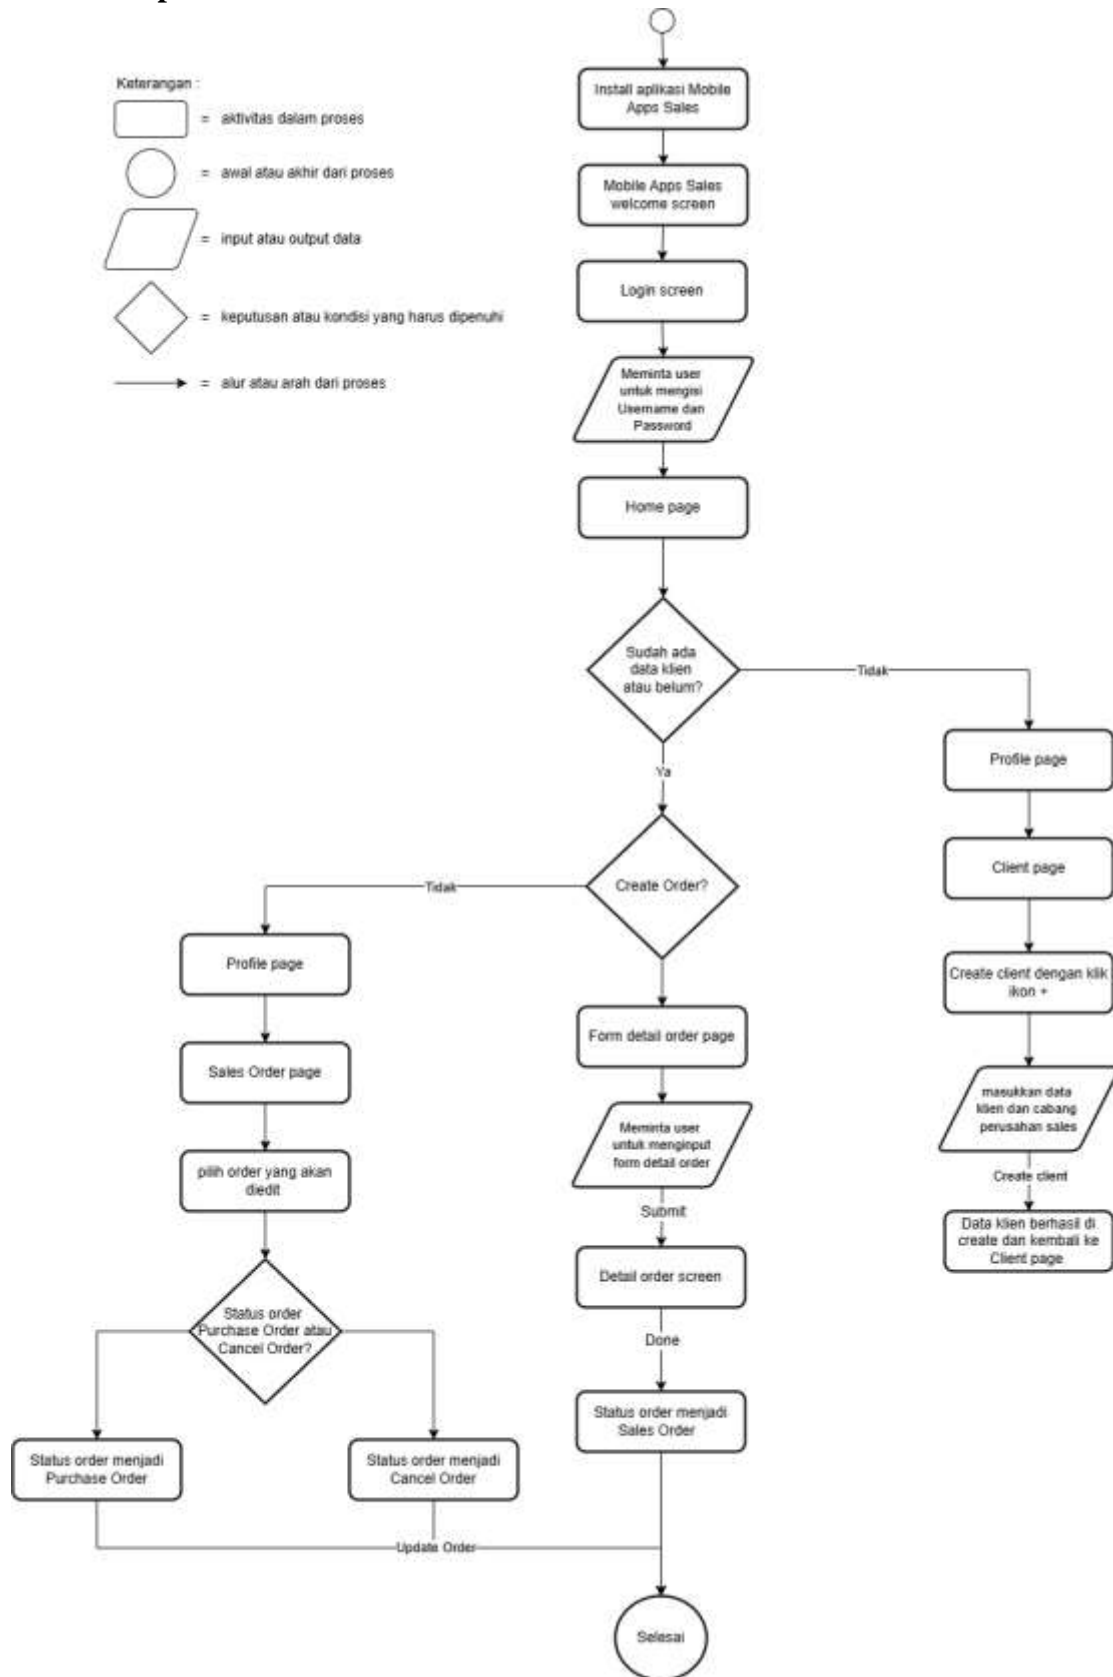 Keterangan :
= aktivitas dalam proses
= awal atau akhir dari proses
= input atau output data
= keputusan atau kondisi yang harus dipenuhi
= alur atau arah dari proses
Install aplikasi Mobile
Apps Sales
Mobile Apps Sales
welcome screen
Login screen
Meminta user
untuk mengisi
Username dan
Password
Home page
Sudah ada
data klien
atau belum?
Tidak
Ya
Profile page
Client page
Create client dengan klik
ikon +
masukkan data
klien dan cabang
perusahan sales
Create client
Data klien berhasil di
create dan kembali ke
Client page
Create Order?
Tidak
Profile page
Sales Order page
pilih order yang akan
diedit
Status order
Purchase Order atau
Cancel Order?
Status order menjadi
Purchase Order
Status order menjadi
Cancel Order
Update Order
Form detail order page
Meminta user
untuk menginput
form detail order
Submit
Detail order screen
Done
Status order menjadi
Sales Order
Selesai